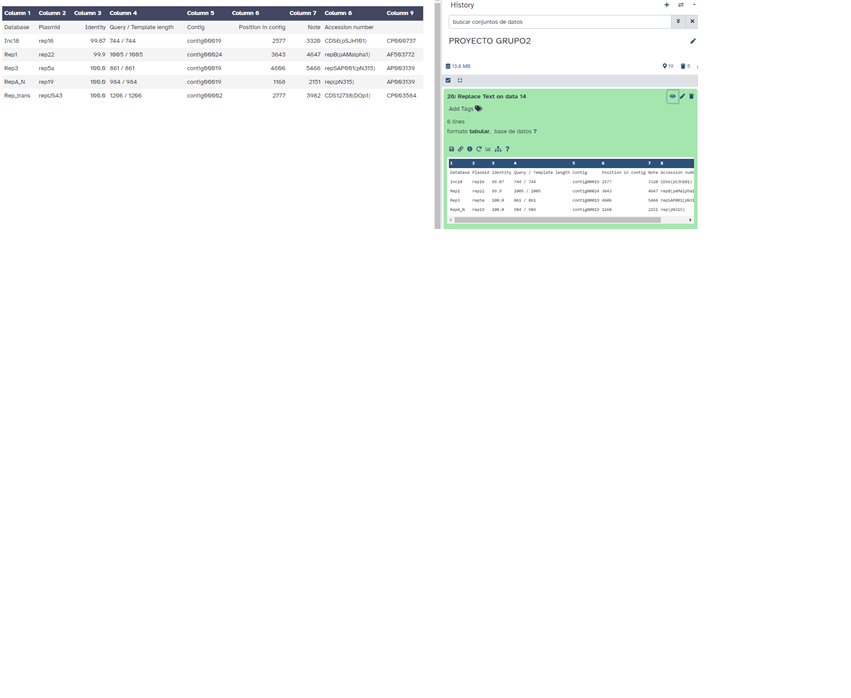 Column 1 Column 2 Column 3 Column 4 Column 5 Column 6 Column 7 Column 8 Column 9
Database Plasmid Identity Query / Template length Contig Position in contig Note Accession number
Inc18 rep16 99.87 744 / 744 contig00019 2577 3320 CDS6(pSJH101) CP000737
Rep1 rep22 99.9 1005 / 1005 contig00024 3643 4647 repB(pAMalpha1) AF503772
Rep3 rep5a 100.0 861 / 861 contig00019 4606 5466 repSAP001(pN315) AP003139
RepA_N rep19 100.0 984 / 984 contig00019 1168 2151 rep(pN315) AP003139
Rep_trans repUS43 100.0 1206 / 1206 contig00002 2777 3982 CDS12738(DOp1) CP003584
History
buscar conjuntos de datos
PROYECTO GRUPO2
13.8 MB 10 5
26: Replace Text on data 14
Add Tags
6 lines
formato tabular, base de datos ?
1 2 3 4 5 6 7 8
Database Plasmid Identity Query / Template length Contig Position in contig Note Accession num
Inc18 rep16 99.87 744 / 744 contig00019 2577 3320 CDS6(pSJH101)
Rep1 rep22 99.9 1005 / 1005 contig00024 3643 4647 repB(pAMalpha1
Rep3 rep5a 100.0 861 / 861 contig00019 4606 5466 repSAP001(pN31
RepA_N rep19 100.0 984 / 984 contig00019 1168 2151 rep(pN315)